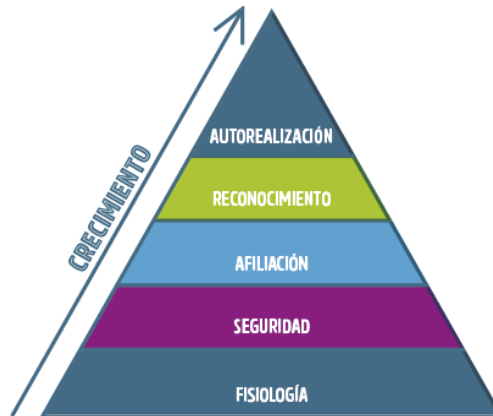 CRECIMIENTO
AUTOREALIZACIÓN
RECONOCIMIENTO
AFILIACIÓN
SEGURIDAD
FISIOLOGÍA